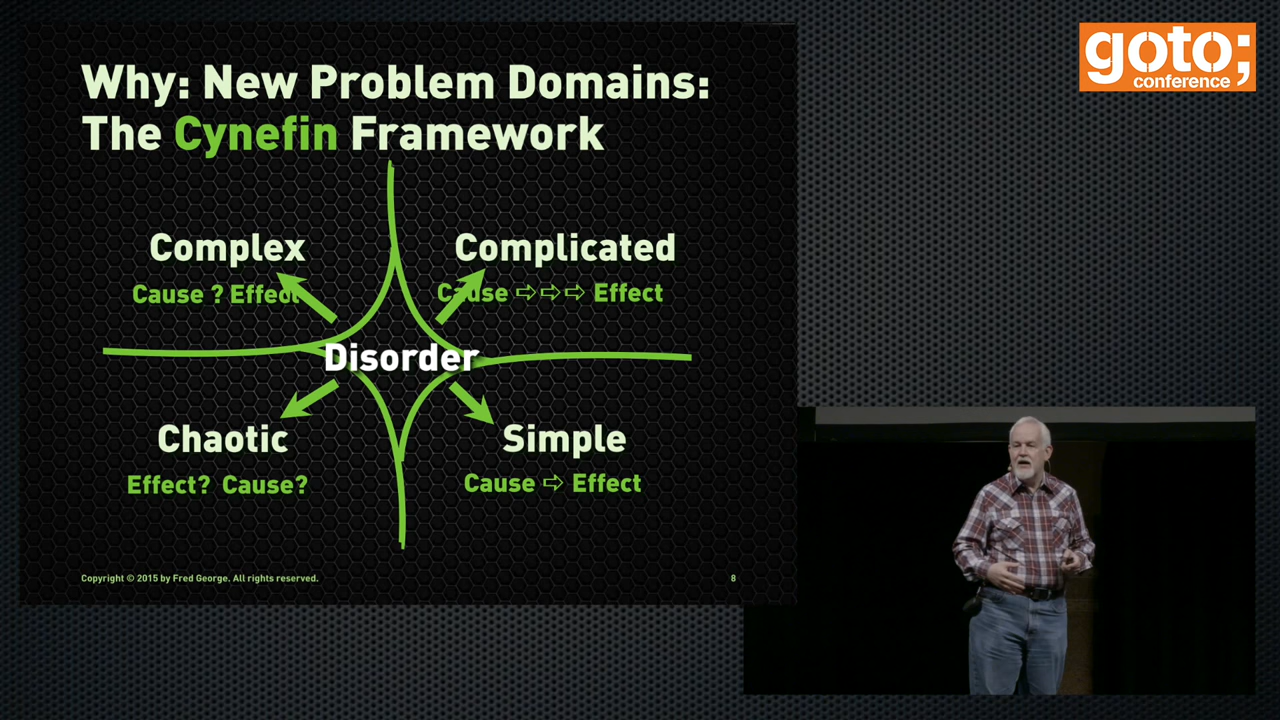 Why: New Problem Domains:
The Cynefin Framework
Complex
Cause ? Effect
Complicated
Cause ⇨⇨⇨ Effect
Disorder
Chaotic
Effect? Cause?
Simple
Cause ⇨ Effect
Copyright © 2015 by Fred George. All rights reserved.
8
goto;
conference